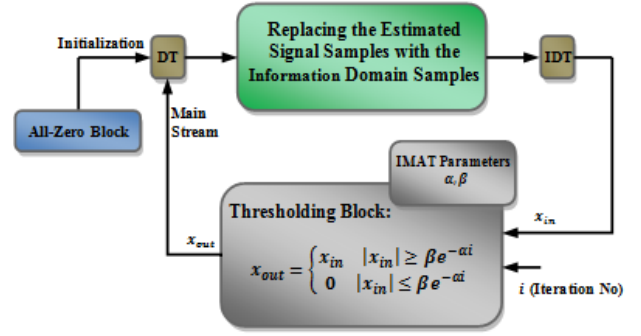 Initialization
DT
Replacing the Estimated
Signal Samples with the
Information Domain Samples
IDT
All-Zero Block
Main
Stream
IMAT Parameters
α,β
Thresholding Block:
x_out
x_in
x_out = { x_in |x_in| ≥ βe^{-αi}
0 |x_in| ≤ βe^{-αi}
i (Iteration No)